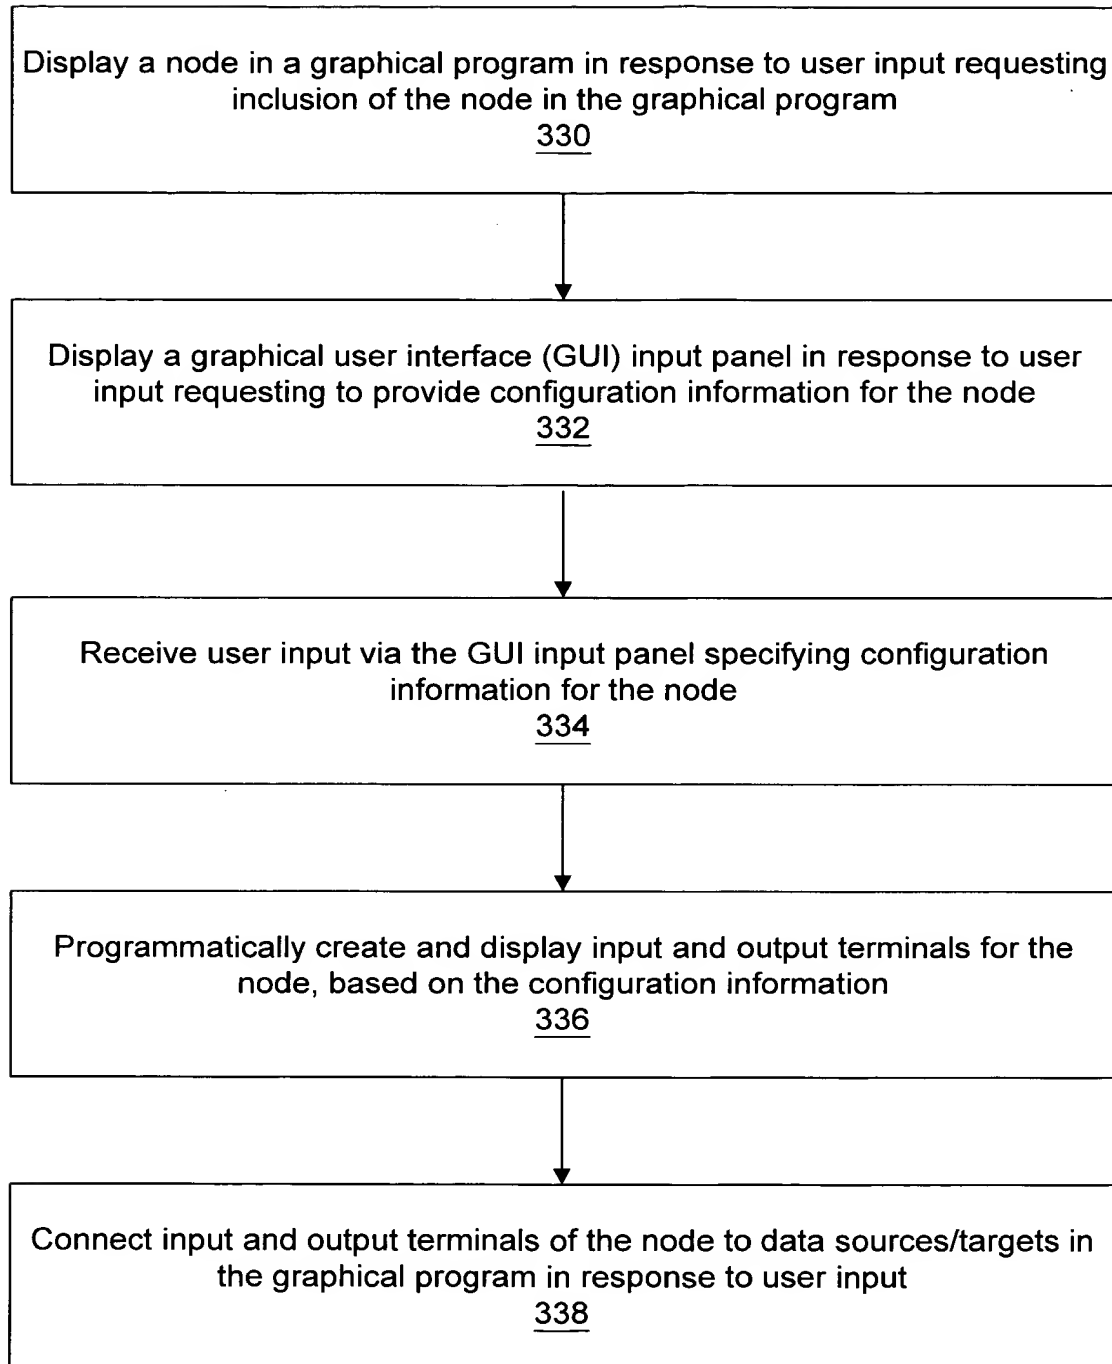 Display a node in a graphical program in response to user input requesting
inclusion of the node in the graphical program
330
Display a graphical user interface (GUI) input panel in response to user
input requesting to provide configuration information for the node
332
Receive user input via the GUI input panel specifying configuration
information for the node
334
Programmatically create and display input and output terminals for the
node, based on the configuration information
336
Connect input and output terminals of the node to data sources/targets in
the graphical program in response to user input
338